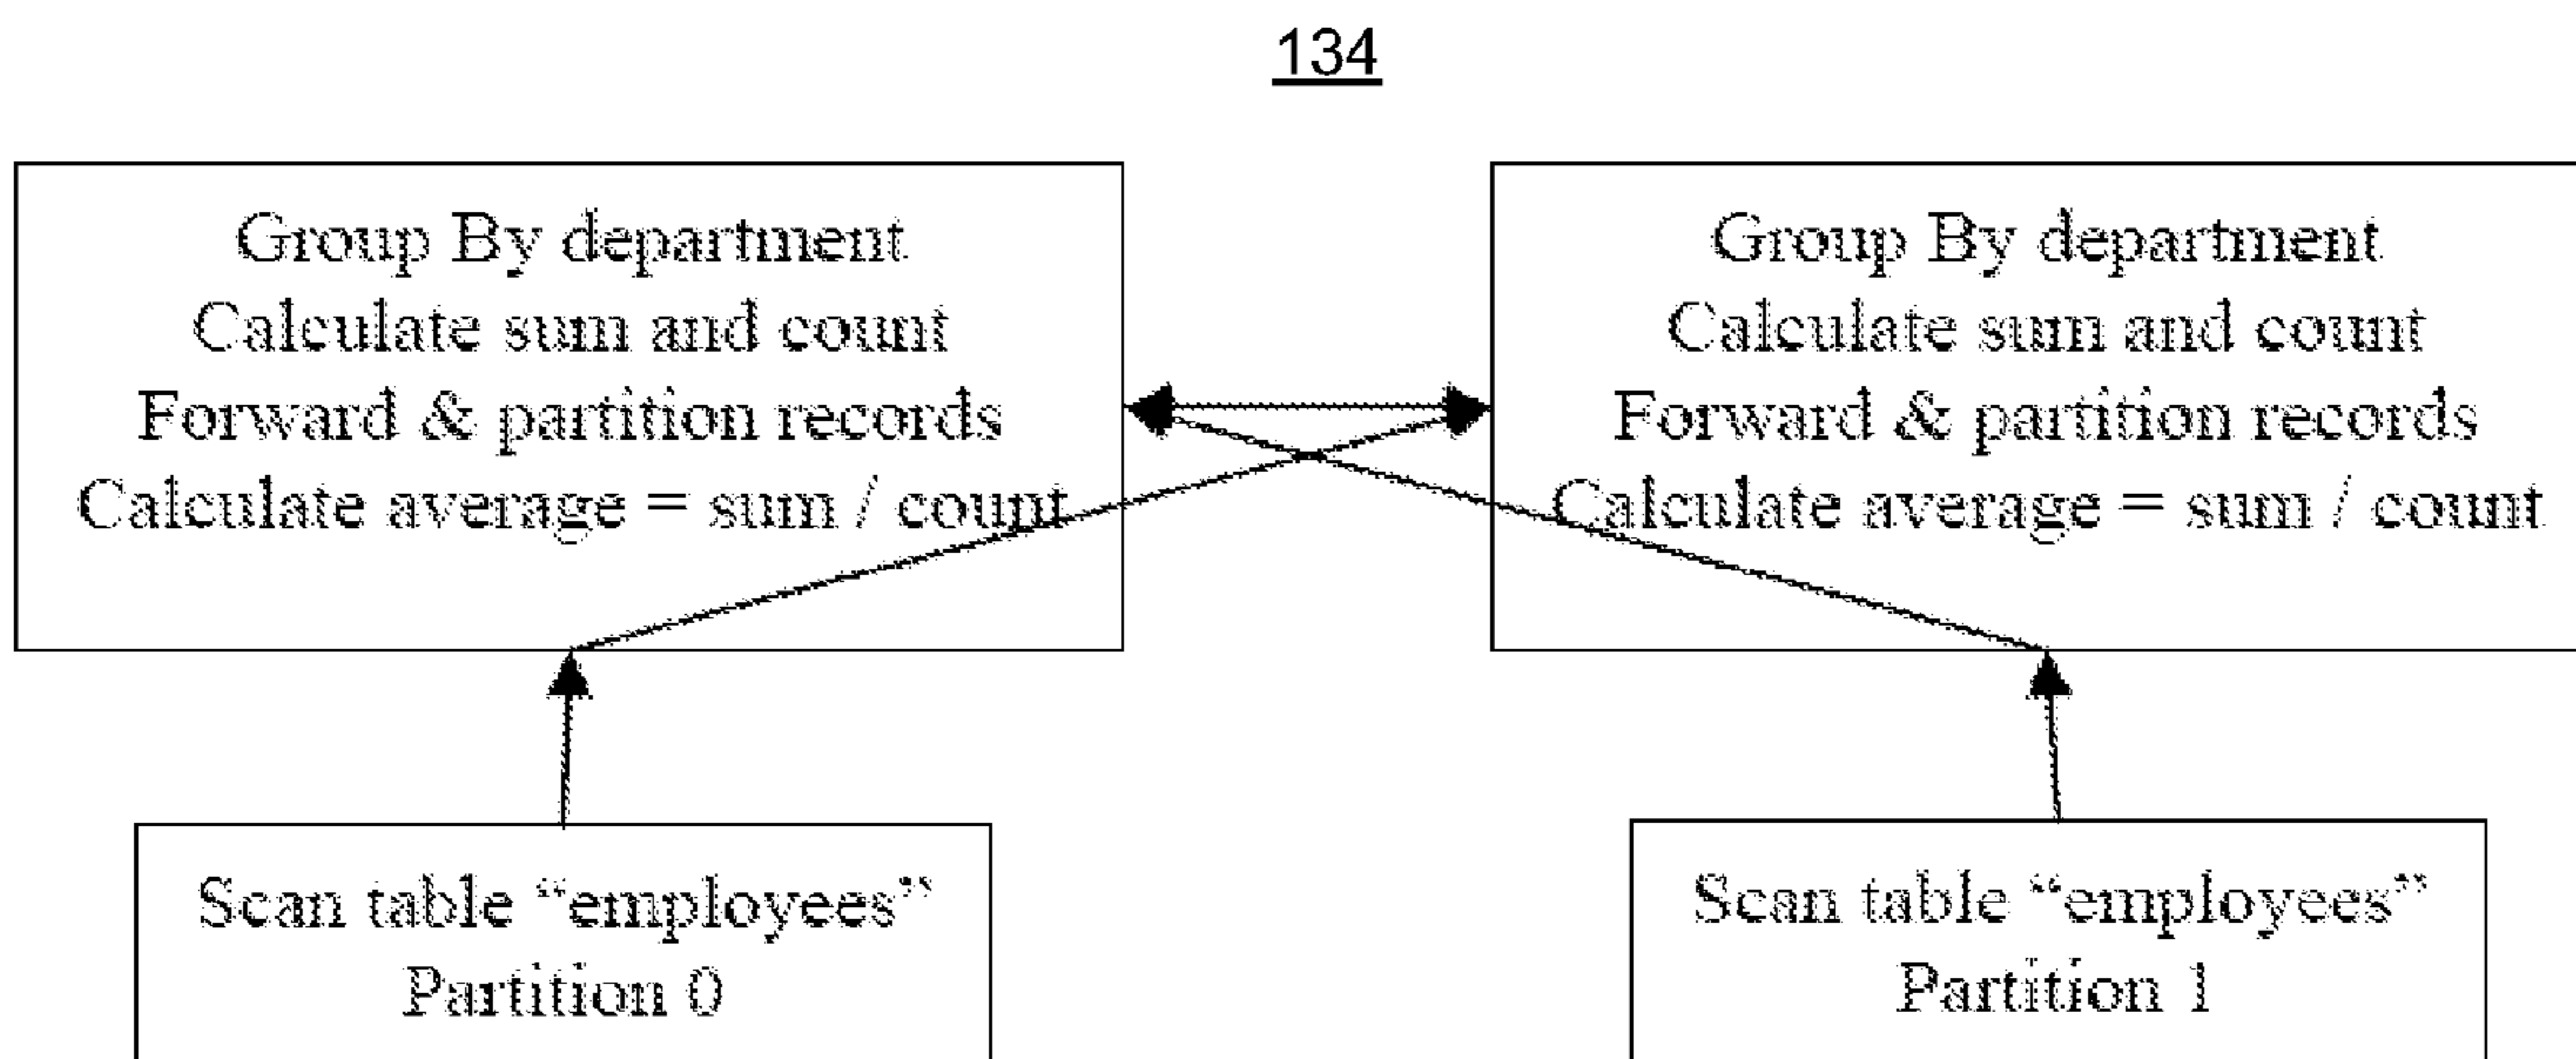 134
Group By department
Calculate sum and count
Forward & partition records
Calculate average = sum / count
Group By department
Calculate sum and count
Forward & partition records
Calculate average = sum / count
Scan table “employees”
Partition 0
Scan table “employees”
Partition 1